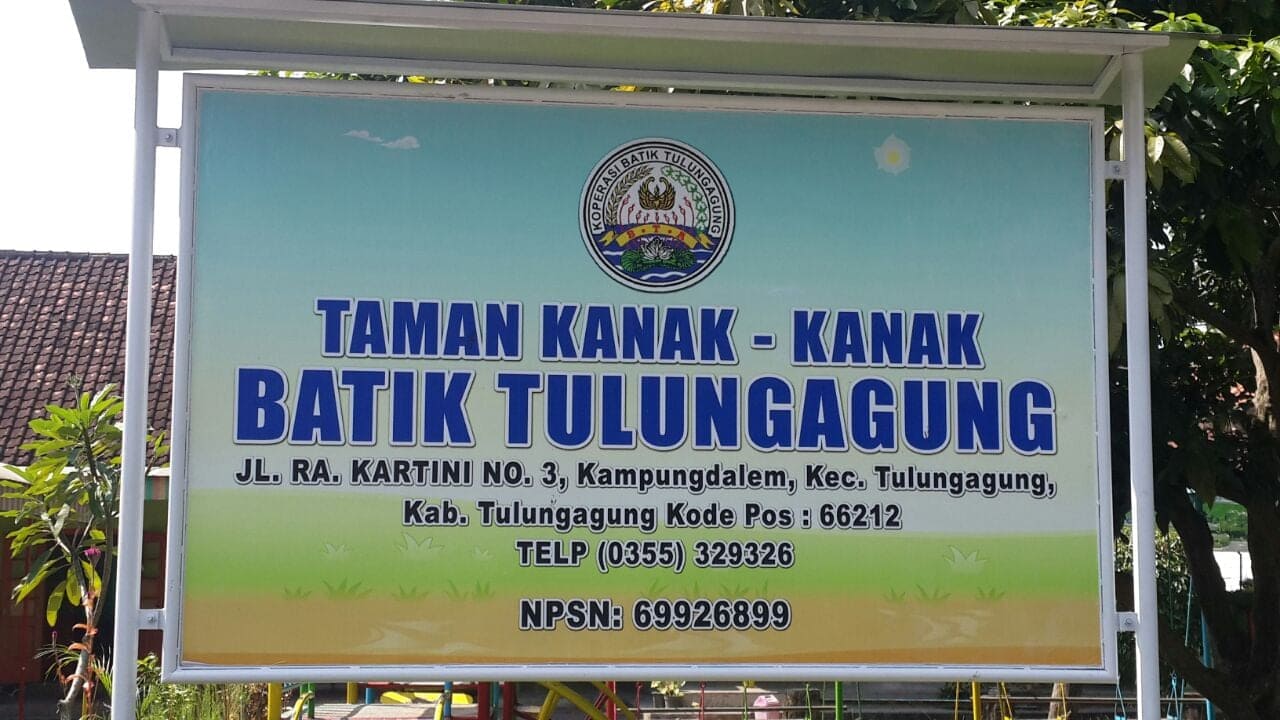 KOPERASI BATIK TULUNGAGUNG
B.T.A
TAMAN KANAK - KANAK
BATIK TULUNGAGUNG
JL. RA. KARTINI NO. 3, Kampungdalem, Kec. Tulungagung,
Kab. Tulungagung Kode Pos : 66212
TELP (0355) 329326
NPSN: 69926899